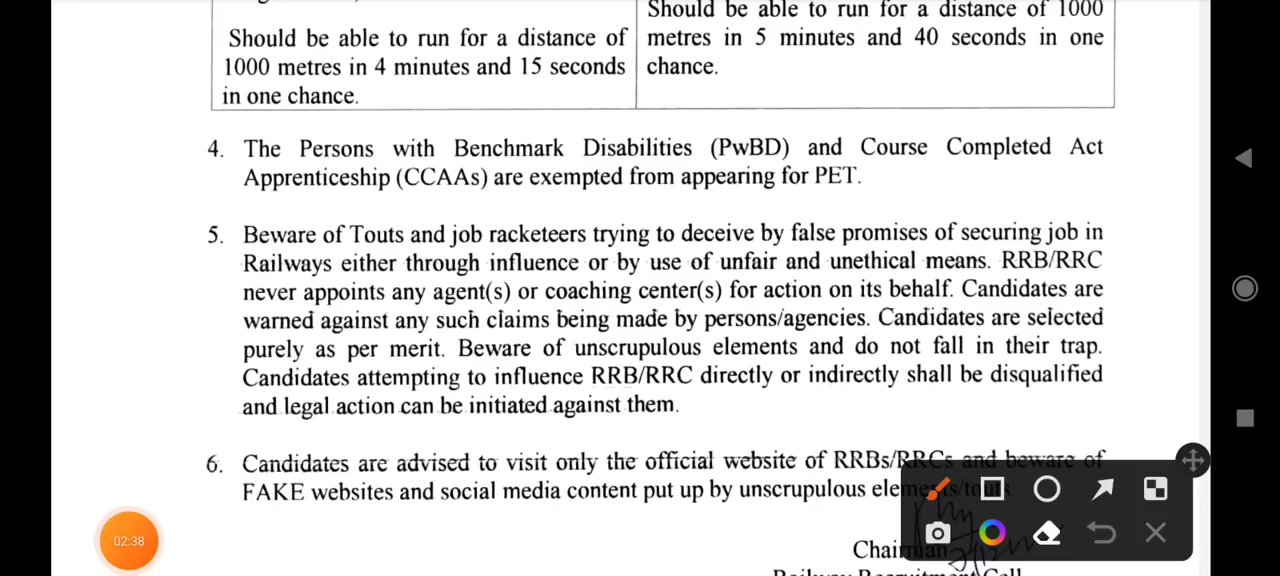 Should be able to run for a distance of
1000 metres in 4 minutes and 15 seconds
in one chance.
Should be able to run for a distance of 1000
metres in 5 minutes and 40 seconds in one
chance.
4. The Persons with Benchmark Disabilities (PwBD) and Course Completed Act
Apprenticeship (CCAAs) are exempted from appearing for PET.
5. Beware of Touts and job racketeers trying to deceive by false promises of securing job in
Railways either through influence or by use of unfair and unethical means. RRB/RRC
never appoints any agent(s) or coaching center(s) for action on its behalf. Candidates are
warned against any such claims being made by persons/agencies. Candidates are selected
purely as per merit. Beware of unscrupulous elements and do not fall in their trap.
Candidates attempting to influence RRB/RRC directly or indirectly shall be disqualified
and legal action can be initiated against them.
6. Candidates are advised to visit only the official website of RRBs/RRCs and beware of
FAKE websites and social media content put up by unscrupulous elements/touts.
Chairman
Railway Recruitment Cell
02:38